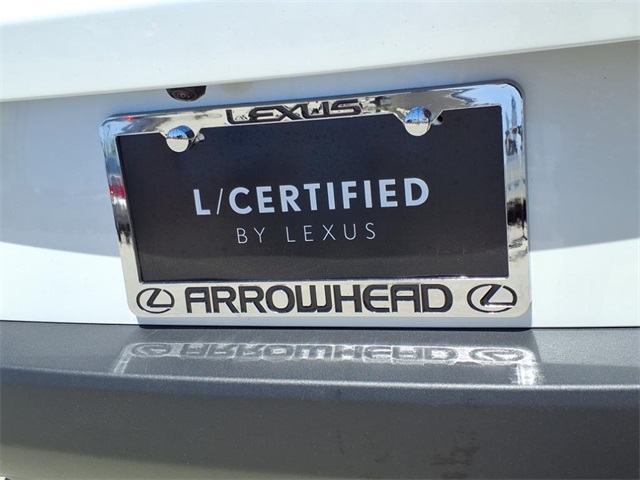 LEXUS
L/CERTIFIED
BY LEXUS
ARROWHEAD